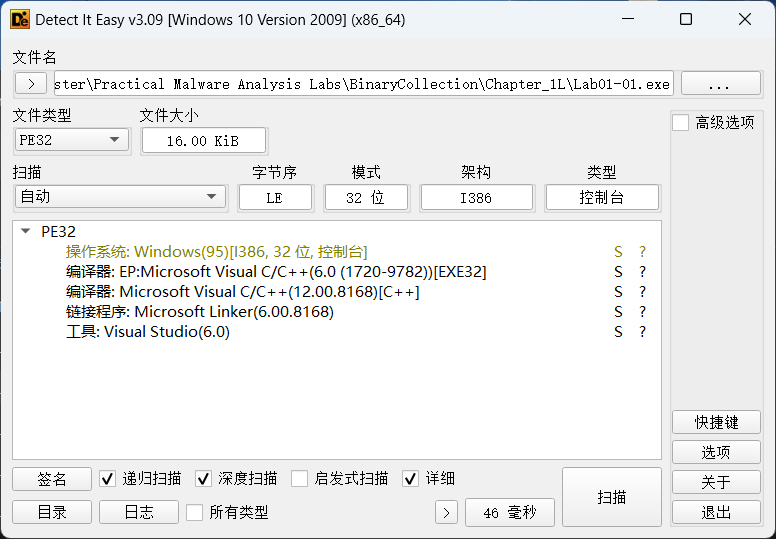 Detect It Easy v3.09 [Windows 10 Version 2009] (x86_64)
文件名
> ster\Practical Malware Analysis Labs\BinaryCollection\Chapter_1L\Lab01-01.exe ...
文件类型 文件大小 高级选项
PE32 16.00 KiB
扫描 字节序 模式 架构 类型
自动 LE 32 位 I386 控制台
PE32
操作系统: Windows(95)[I386, 32 位, 控制台] S ?
编译器: EP:Microsoft Visual C/C++(6.0 (1720-9782))[EXE32] S ?
编译器: Microsoft Visual C/C++(12.00.8168)[C++] S ?
链接程序: Microsoft Linker(6.00.8168) S ?
工具: Visual Studio(6.0) S ?
快捷键
选项
关于
退出
签名 递归扫描 深度扫描 启发式扫描 详细 扫描
目录 日志 所有类型 > 46 毫秒